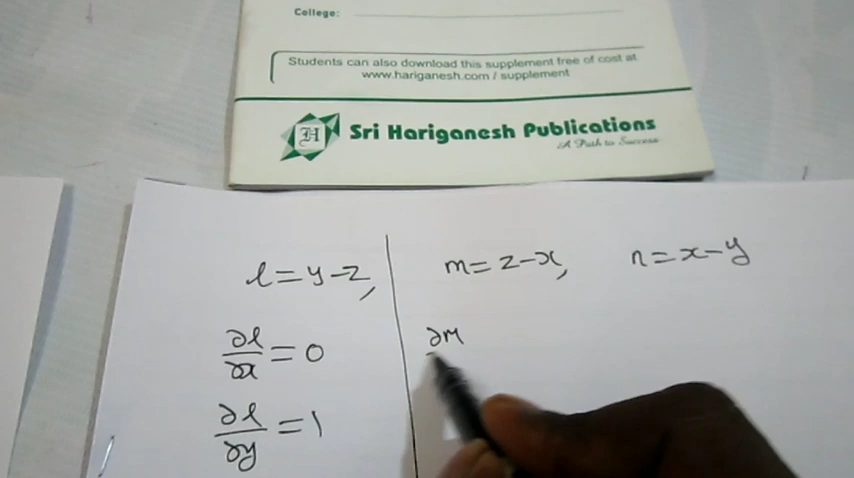 College:
Students can also download this supplement free of cost at
www.hariganesh.com / supplement
H Sri Hariganesh Publications
A Path to Success
l = y - z, m = z - x, n = x - y
∂l/∂x = 0 ∂m
∂l/∂y = 1